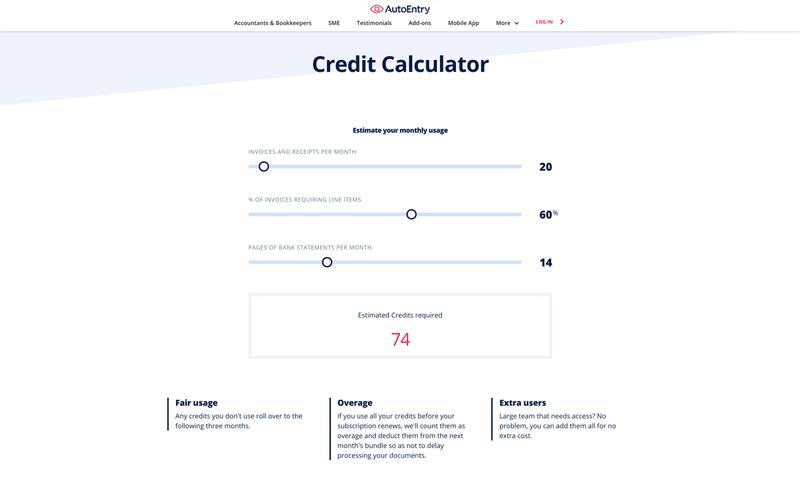 AutoEntry
Accountants & Bookkeepers SME Testimonials Add-ons Mobile App More LOG IN
Credit Calculator
Estimate your monthly usage
INVOICES AND RECEIPTS PER MONTH
20
% OF INVOICES REQUIRING LINE ITEMS
60%
PAGES OF BANK STATEMENTS PER MONTH
14
Estimated Credits required
74
Fair usage
Any credits you don't use roll over to the
following three months.
Overage
If you use all your credits before your
subscription renews, we'll count them as
overage and deduct them from the next
month's bundle so as not to delay
processing your documents.
Extra users
Large team that needs access? No
problem, you can add them all for no
extra cost.